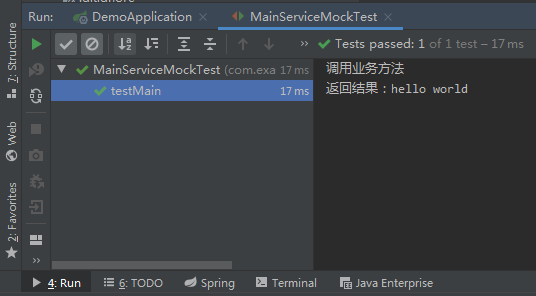 Run: DemoApplication × MainServiceMockTest ×
7: Structure
Web
2: Favorites
» Tests passed: 1 of 1 test – 17 ms
MainServiceMockTest (com.exa 17 ms
testMain 17 ms
调用业务方法
返回结果：hello world
»
4: Run 6: TODO Spring Terminal Java Enterprise